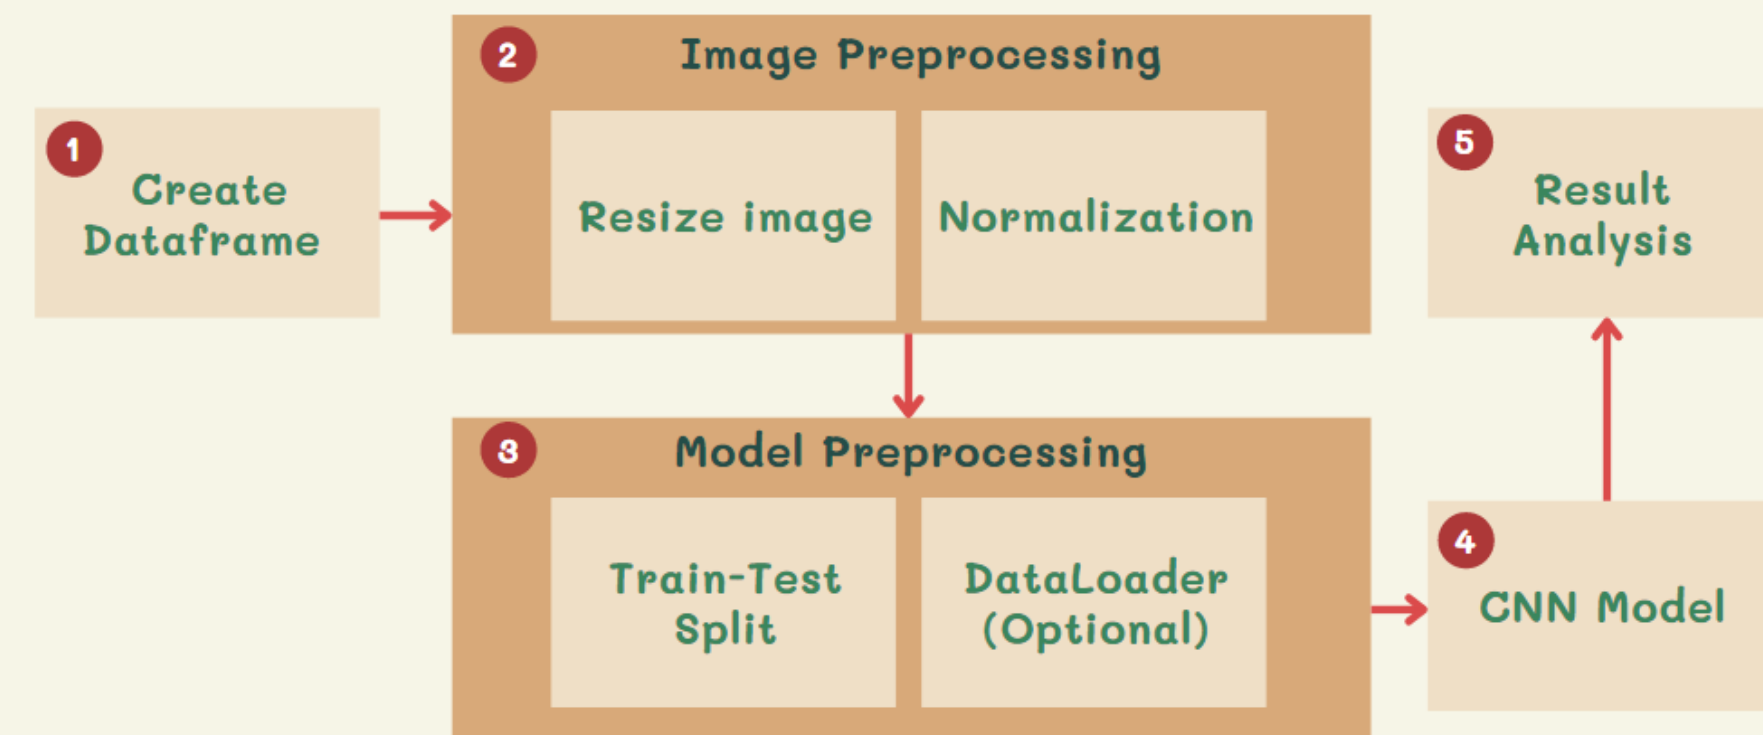 1
Create
Dataframe
2
Image Preprocessing
Resize image
Normalization
3
Model Preprocessing
Train-Test
Split
DataLoader
(Optional)
4
CNN Model
5
Result
Analysis